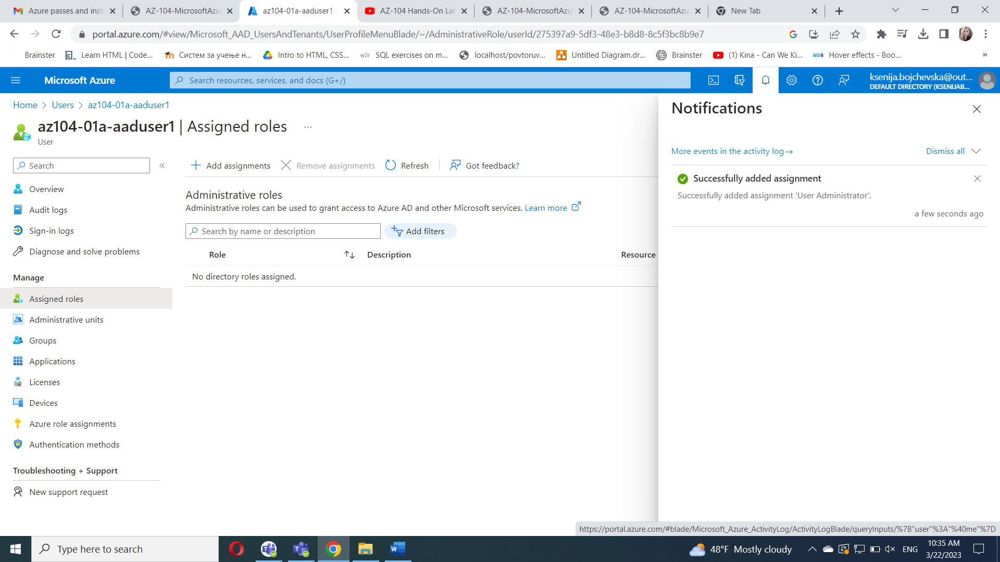 Azure passes and inst
AZ-104-MicrosoftAzu
az104-01a-aaduser1 -
AZ-104 Hands-On Lab
AZ-104-MicrosoftAzu
AZ-104-MicrosoftAzu
New Tab
portal.azure.com/#view/Microsoft_AAD_UsersAndTenants/UserProfileMenuBlade/~/AdministrativeRole/userId/275397a9-5df3-48e3-b8d8-8c5f3bc8b9e7
Brainster
Learn HTML | Code...
Систем за учење н...
Intro to HTML, CSS...
w3r SQL exercises on m...
localhost/povtoruv...
Untitled Diagram.dr...
Brainster
(1) Kina - Can We Ki...
MDB Hover effects - Boo...
»
Microsoft Azure
Search resources, services, and docs (G+/)
ksenija.bojchevska@out...
DEFAULT DIRECTORY (KSENIJAB...
Home > Users > az104-01a-aaduser1
az104-01a-aaduser1 | Assigned roles ...
User
Search
«
Overview
Audit logs
Sign-in logs
Diagnose and solve problems
Manage
Assigned roles
Administrative units
Groups
Applications
Licenses
Devices
Azure role assignments
Authentication methods
Troubleshooting + Support
New support request
Add assignments
Remove assignments
Refresh
Got feedback?
Administrative roles
Administrative roles can be used to grant access to Azure AD and other Microsoft services. Learn more
Search by name or description
Add filters
Role
Description
Resource
No directory roles assigned.
Notifications
More events in the activity log →
Dismiss all
Successfully added assignment
Successfully added assignment 'User Administrator'.
a few seconds ago
https://portal.azure.com/#blade/Microsoft_Azure_ActivityLog/ActivityLogBlade/queryInputs/%7B"user"%3A"%40me"%7D
Type here to search
48°F Mostly cloudy
ENG
10:35 AM
3/22/2023